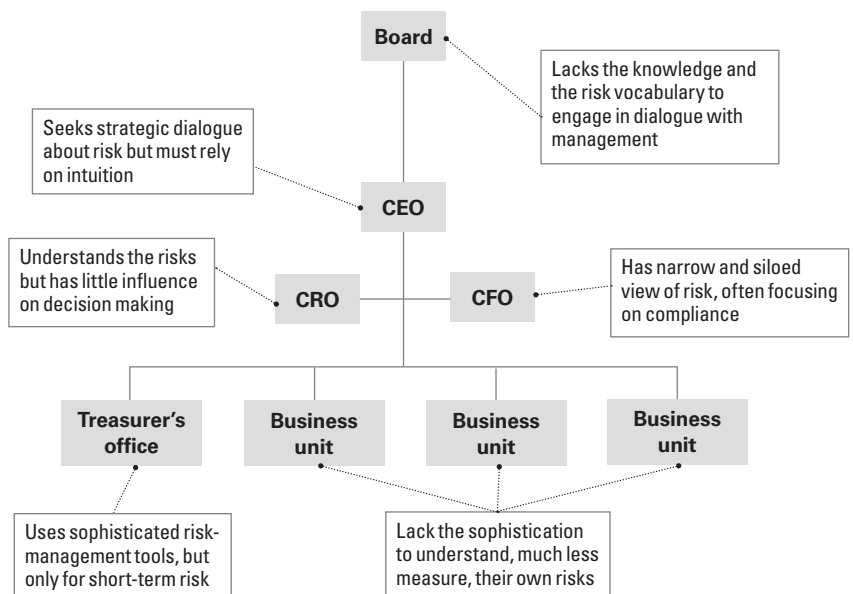 Board
Lacks the knowledge and
the risk vocabulary to
engage in dialogue with
management
Seeks strategic dialogue
about risk but must rely
on intuition
CEO
Understands the risks
but has little influence
on decision making
CRO
CFO
Has narrow and siloed
view of risk, often focusing
on compliance
Treasurer's
office
Business
unit
Business
unit
Business
unit
Uses sophisticated risk-
management tools, but
only for short-term risk
Lack the sophistication
to understand, much less
measure, their own risks